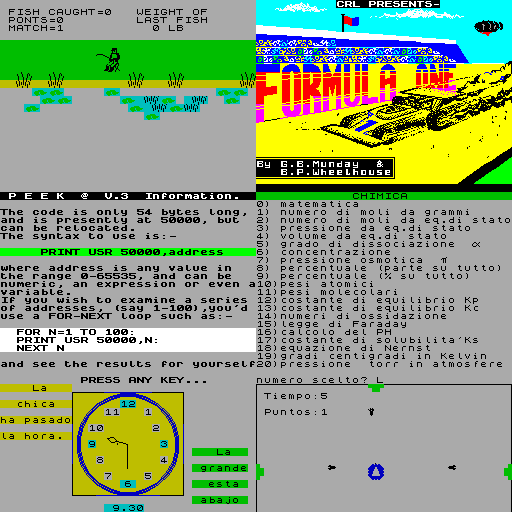 FISH CAUGHT=0 WEIGHT OF
PONTS=0 LAST FISH
MATCH=1 0 LB
CRL PRESENTS-
FORMULA ONE
By G.B.Munday &
B.P.Wheelhouse
P E E K @ V.3 Information.
The code is only 54 bytes long,
and is presently at 50000, but
can be relocated.
The syntax to use is:-
PRINT USR 50000,address
where address is any value in
the range 0-65535, and can be
numeric, an expression or even a
variable.
If you wish to examine a series
of addresses, (say 1-100),you'd
use a FOR-NEXT loop such as:-
FOR N=1 TO 100:
PRINT USR 50000,N:
NEXT N
and see the results for yourself
PRESS ANY KEY...
CHIMICA
0) matematica
1) numero di moli da grammi
2) numero di moli da eq.di stato
3) pressione da eq.di stato
4) volume da eq.di stato
5) grado di dissociazione α
6) concentrazione
7) pressione osmotica π
8) percentuale (parte su tutto)
9) percentuale (% su tutto)
10)pesi atomici
11)pesi molecolari
12)costante di equilibrio Kp
13)costante di equilibrio Kc
14)numeri di ossidazione
15)legge di Faraday
16)calcolo del PH
17)costante di solubilita'Ks
18)equazione di Nernst
19)gradi centigradi in Kelvin
20)pressione torr in atmosfere
numero scelto? L
La
chica
ha pasado
la hora.
12
11 1
10 2
9 3
8 4
7 5
6
9.30
La
grande
esta
abajo
Tiempo:5
Puntos:1